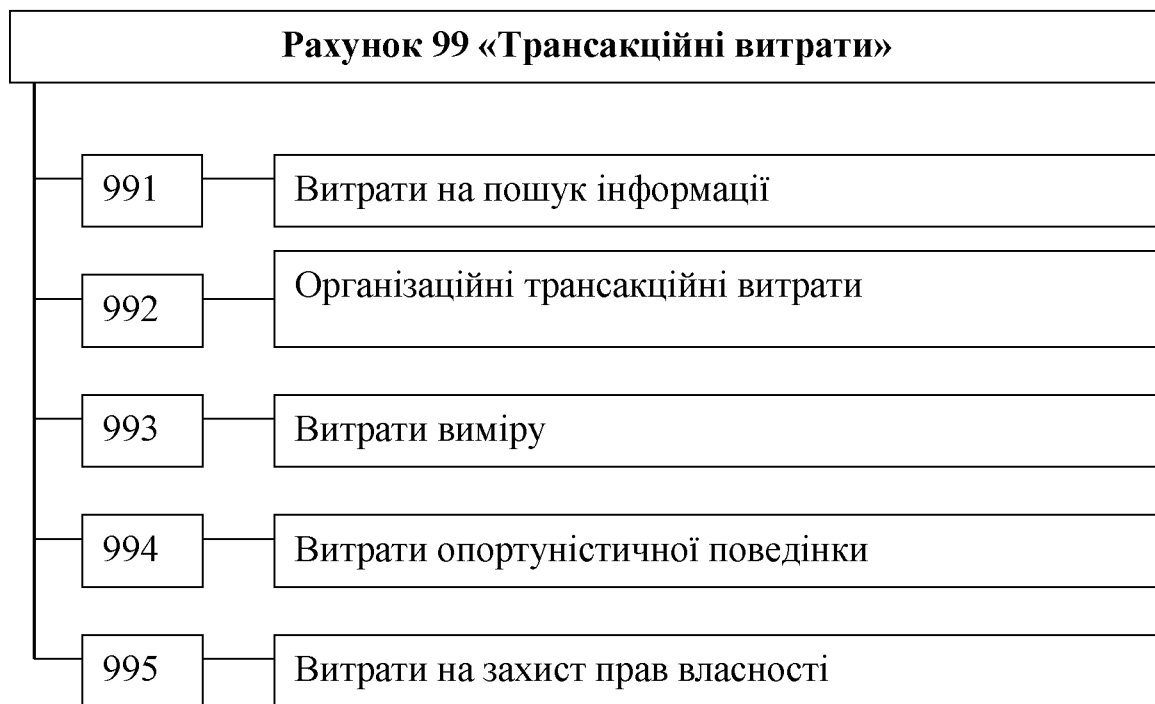 Рахунок 99 «Трансакційні витрати»
991 Витрати на пошук інформації
992 Організаційні трансакційні витрати
993 Витрати виміру
994 Витрати опортуністичної поведінки
995 Витрати на захист прав власності